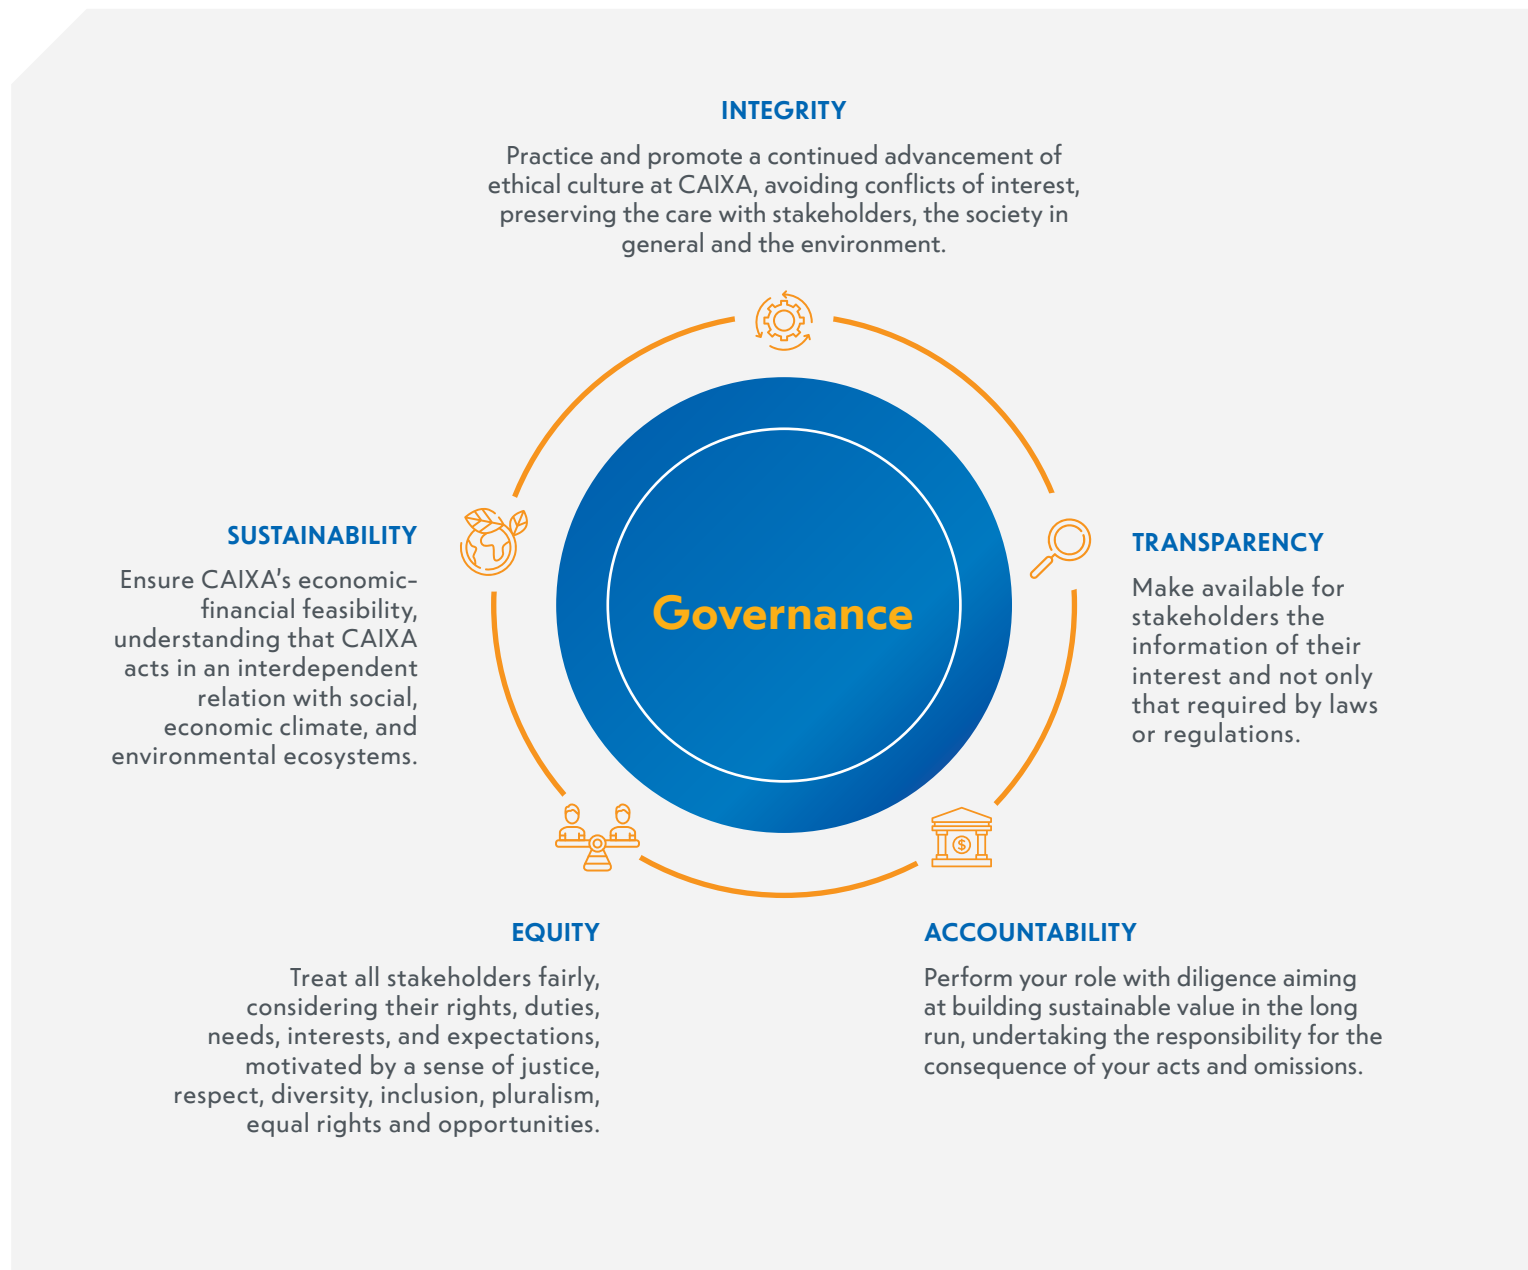 INTEGRITY
Practice and promote a continued advancement of
ethical culture at CAIXA, avoiding conflicts of interest,
preserving the care with stakeholders, the society in
general and the environment.
SUSTAINABILITY
Ensure CAIXA's economic-
financial feasibility,
understanding that CAIXA
acts in an interdependent
relation with social,
economic climate, and
environmental ecosystems.
Governance
TRANSPARENCY
Make available for
stakeholders the
information of their
interest and not only
that required by laws
or regulations.
$
EQUITY
Treat all stakeholders fairly,
considering their rights, duties,
needs, interests, and expectations,
motivated by a sense of justice,
respect, diversity, inclusion, pluralism,
equal rights and opportunities.
ACCOUNTABILITY
Perform your role with diligence aiming
at building sustainable value in the long
run, undertaking the responsibility for the
consequence of your acts and omissions.